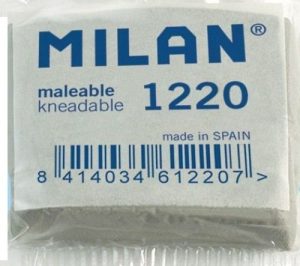 MILAN®
maleable
kneadable 1220
made in SPAIN
8 414034 612207 >